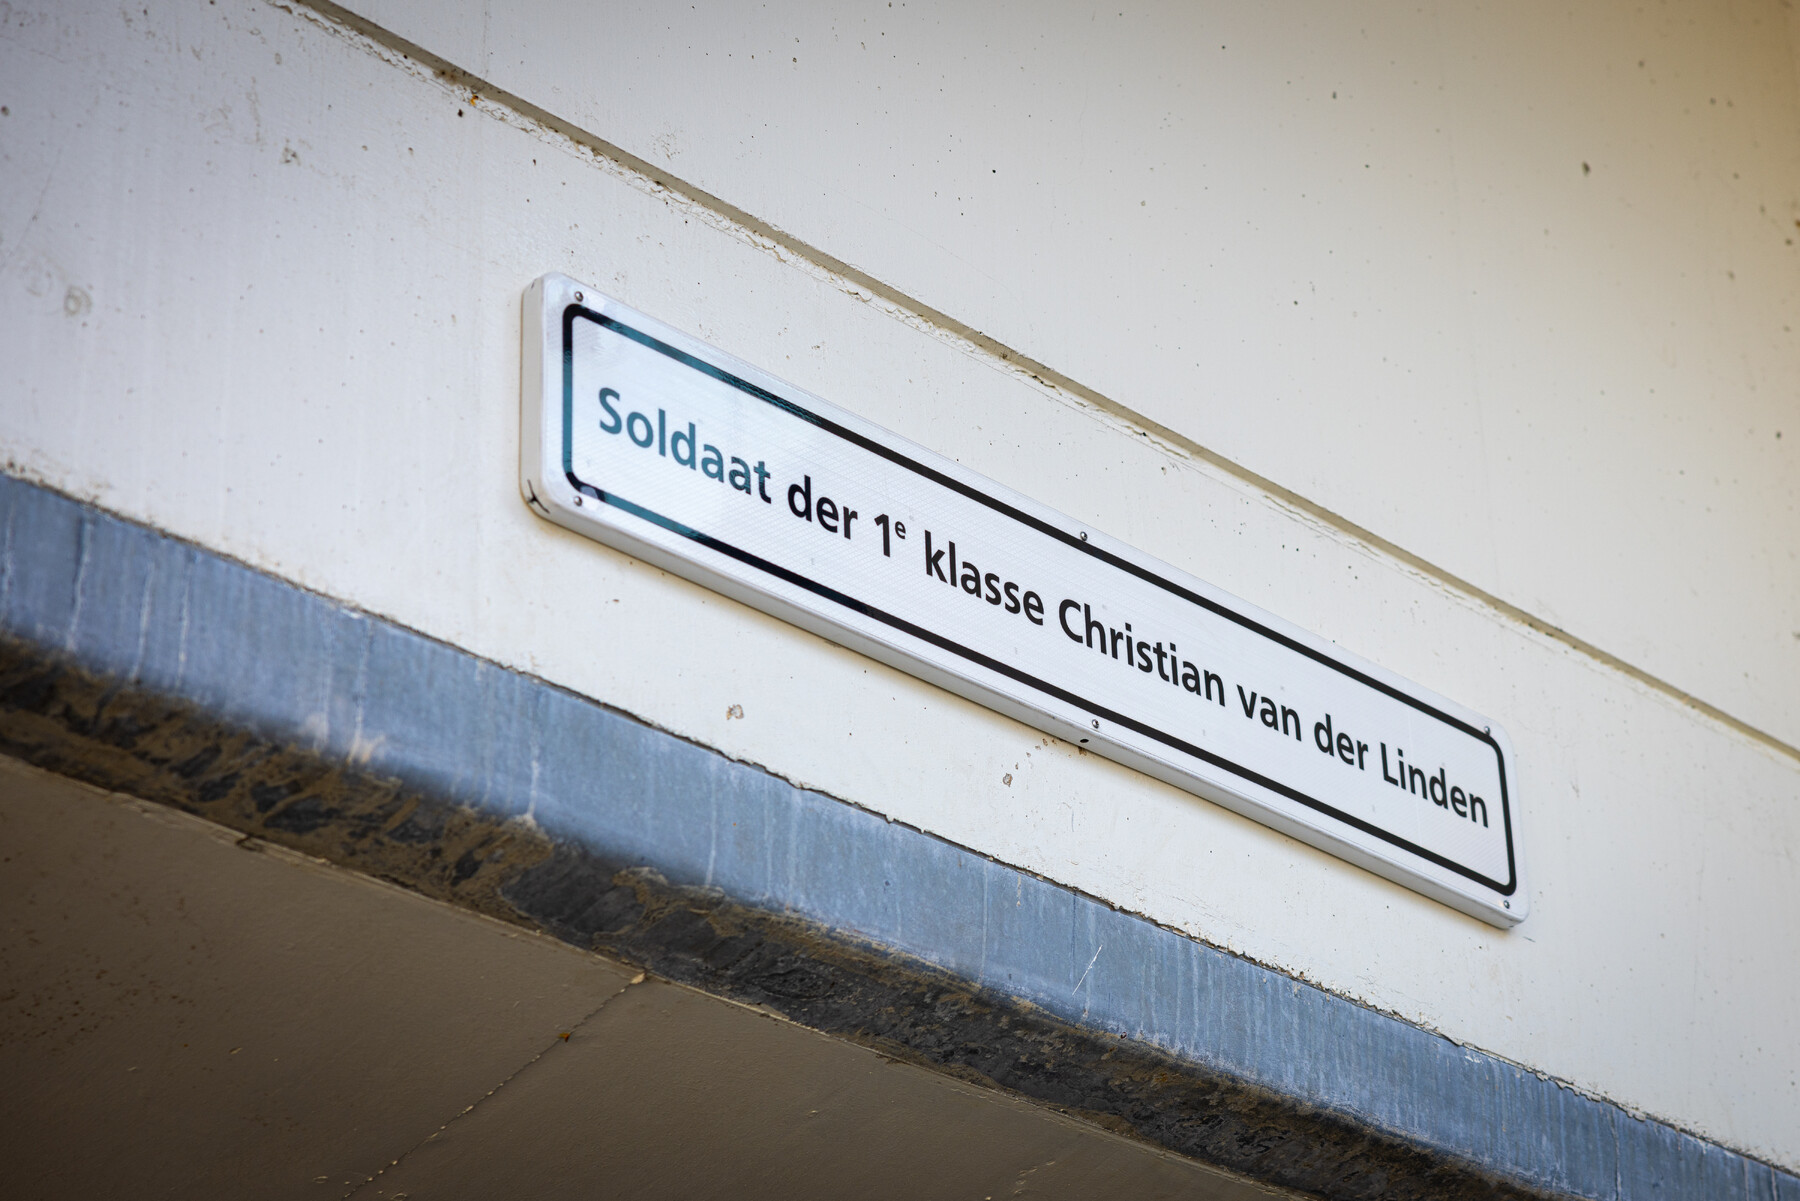 Soldaat der 1e klasse Christian van der Linden